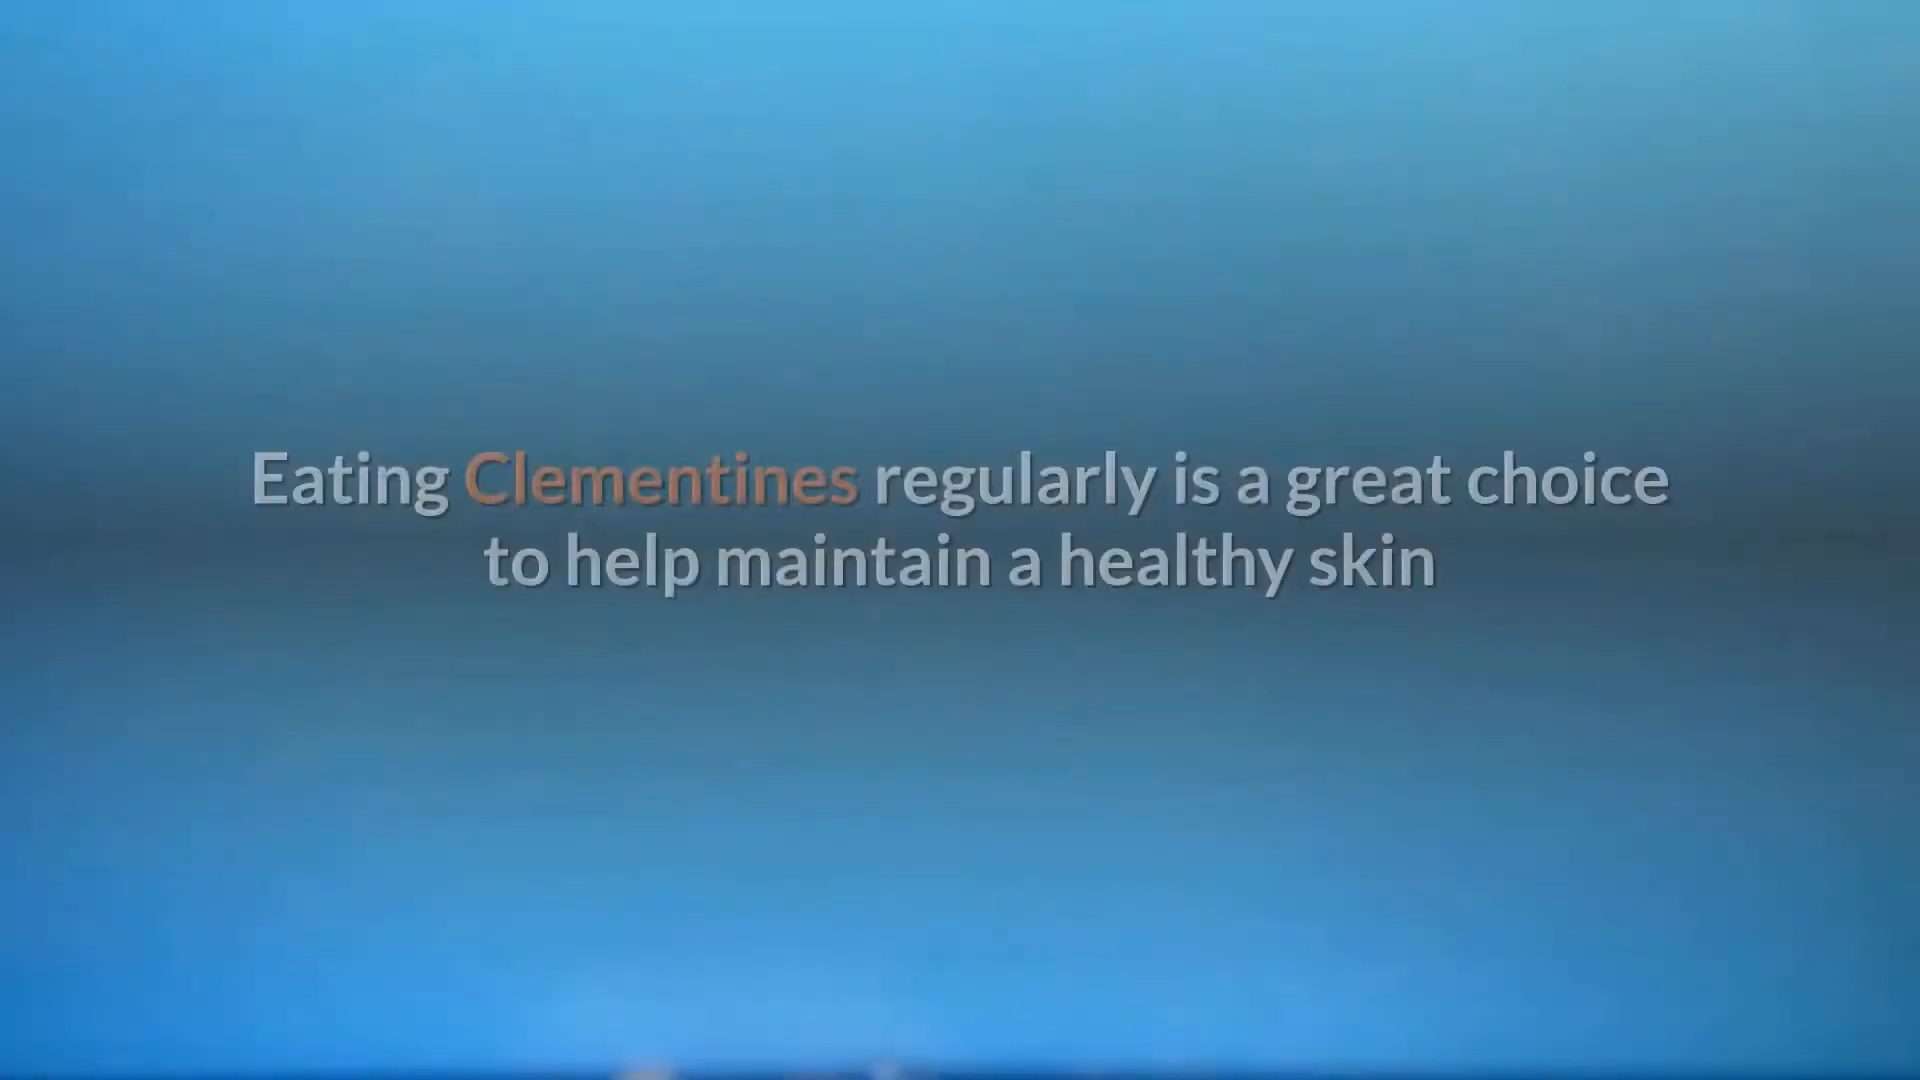 Eating Clementines regularly is a great choice
to help maintain a healthy skin